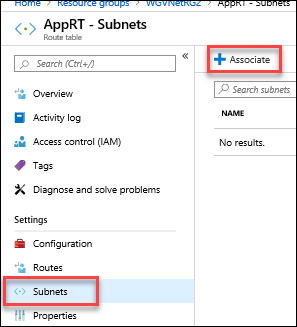 Home > Resource groups > WGVNetRG2 > AppRT - Subnets
AppRT - Subnets
Route table
Search (Ctrl+/)
«
Overview
Activity log
Access control (IAM)
Tags
Diagnose and solve problems
Settings
Configuration
Routes
Subnets
Properties
+ Associate
Search subnets
NAME
No results.